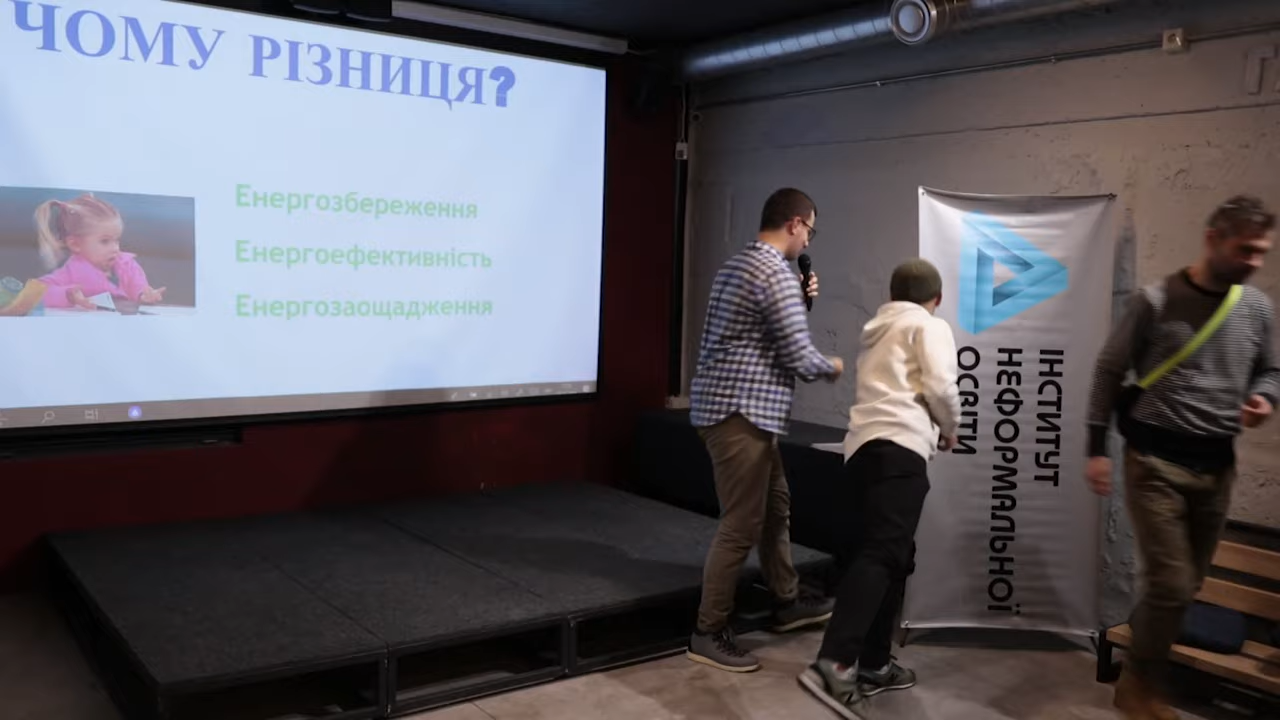 ЧОМУ РІЗНИЦЯ?
Енергозбереження
Енергоефективність
Енергозаощадження
ІНСТИТУТ
НЕФОРМАЛЬНОЇ
ОСВІТИ